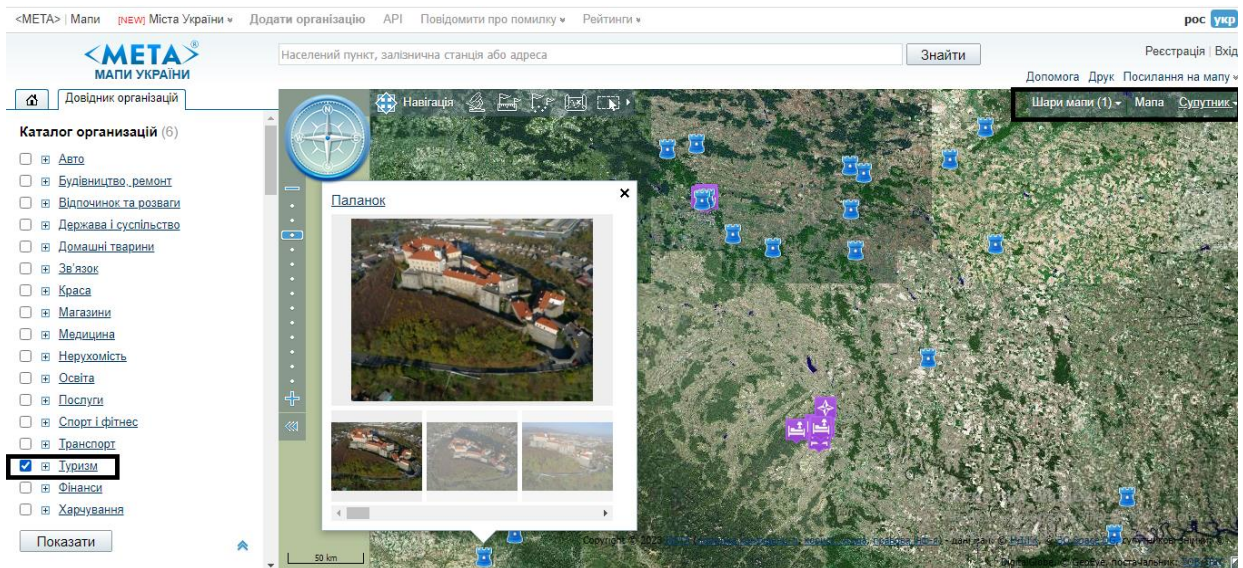 <META> | Мапи [NEW] Міста України Додати організацію API Повідомити про помилку Рейтинги рос укр
<META>®
МАПИ УКРАЇНИ
Населений пункт, залізнична станція або адреса Знайти
Реєстрація | Вхід
Допомога Друк Посилання на мапу
Довідник організацій
Навігація
Шари мапи (1) Мапа Супутник
Каталог организацій (6)
Авто
Будівництво, ремонт
Відпочинок та розваги
Держава і суспільство
Домашні тварини
Зв'язок
Краса
Магазини
Медицина
Нерухомість
Освіта
Послуги
Спорт і фітнес
Транспорт
Туризм
Фінанси
Харчування
Показати
Паланок
50 km
Copyright © 2023